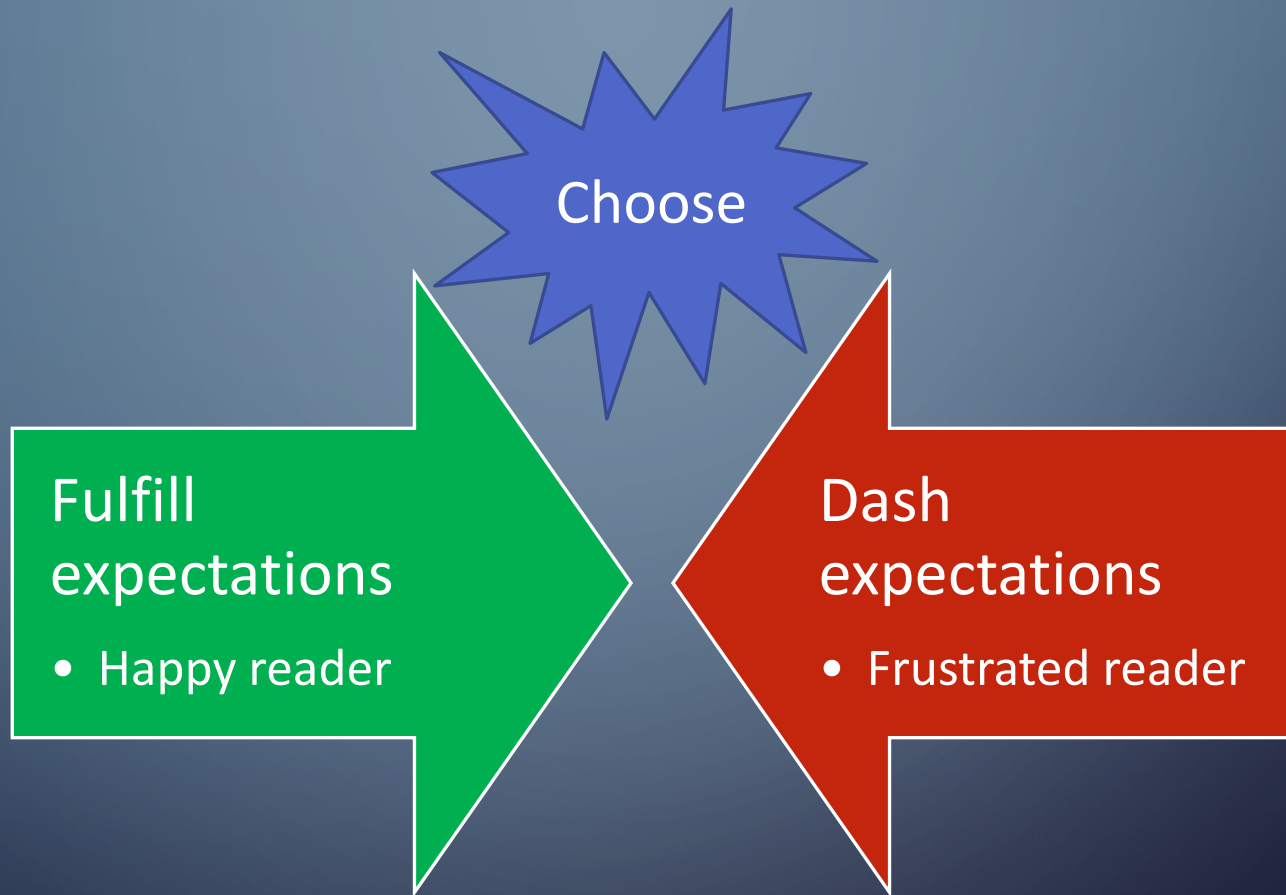 Choose
Fulfill
expectations
• Happy reader
Dash
expectations
• Frustrated reader